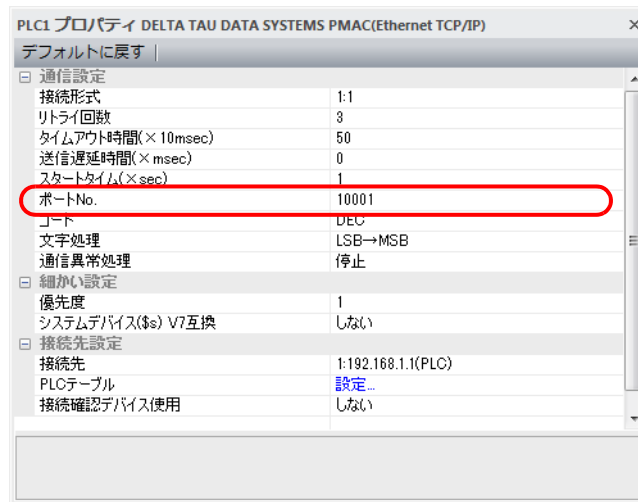 PLC1 プロパティ DELTA TAU DATA SYSTEMS PMAC(Ethernet TCP/IP) ×
デフォルトに戻す
通信設定
接続形式 1:1
リトライ回数 3
タイムアウト時間(×10msec) 50
送信遅延時間(×msec) 0
スタートタイム(×sec) 1
ポートNo. 10001
コード DEC
文字処理 LSB→MSB
通信異常処理 停止
細かい設定
優先度 1
システムデバイス($s) V7互換 しない
接続先設定
接続先 1:192.168.1.1(PLC)
PLCテーブル 設定...
接続確認デバイス使用 しない